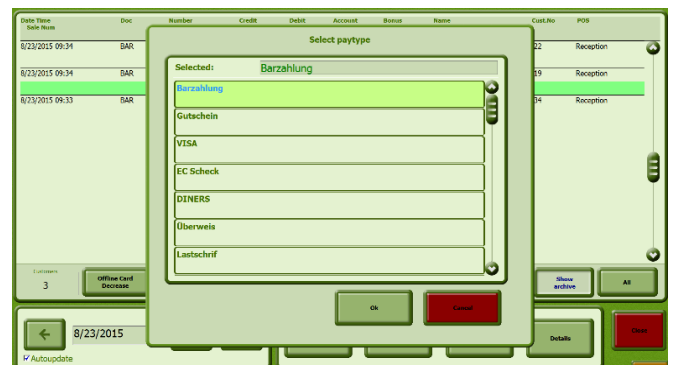 Date Time Doc Number Credit Debit Account Bonus Name Cust.No POS
Sale Num
Select paytype
8/23/2015 09:34 BAR 22 Reception
Selected: Barzahlung
8/23/2015 09:34 BAR 19 Reception
Barzahlung
8/23/2015 09:33 BAR 34 Reception
Gutschein
VISA
EC Scheck
DINERS
Überweis
Lastschrif
3
Offline Card
Decrease
Show
archive
All
Ok
Cancel
8/23/2015
Details
Autoupdate